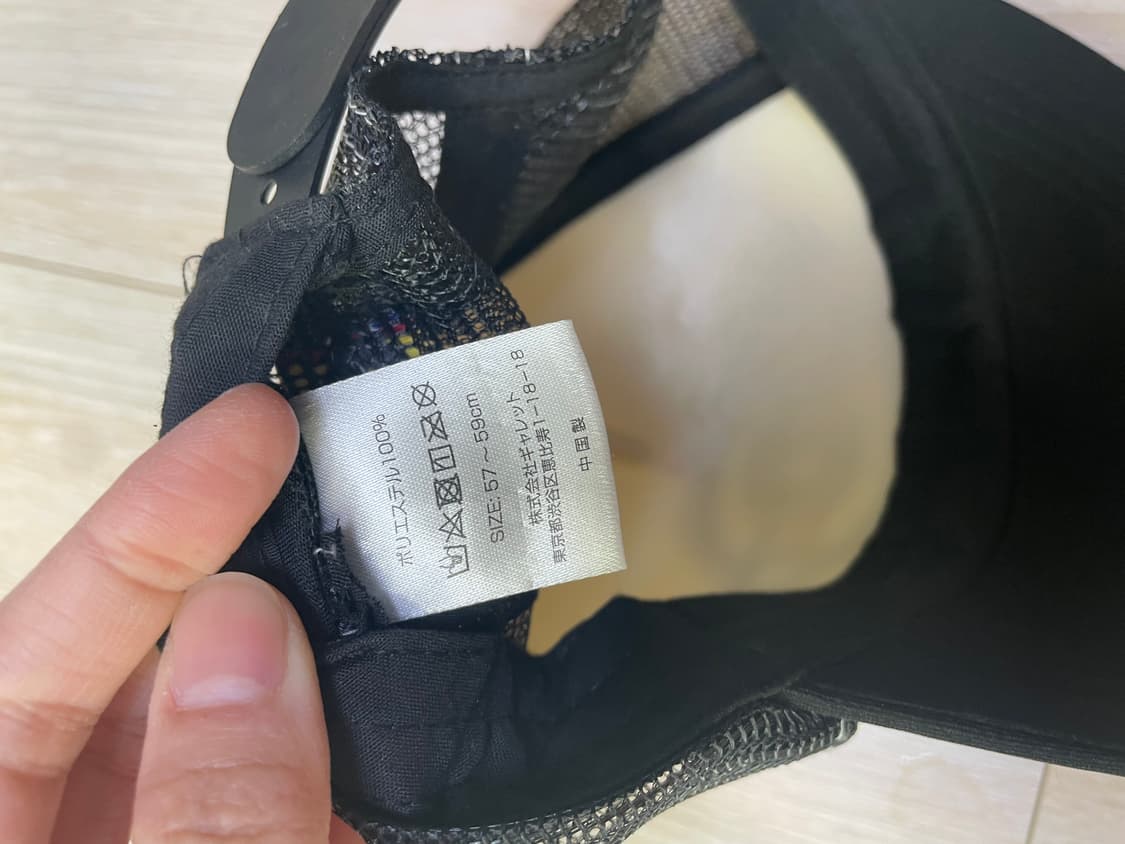 ポリエステル100%
SIZE: 57〜59cm
株式会社ギャレット
東京都渋谷区恵比寿1-18-18
中国製